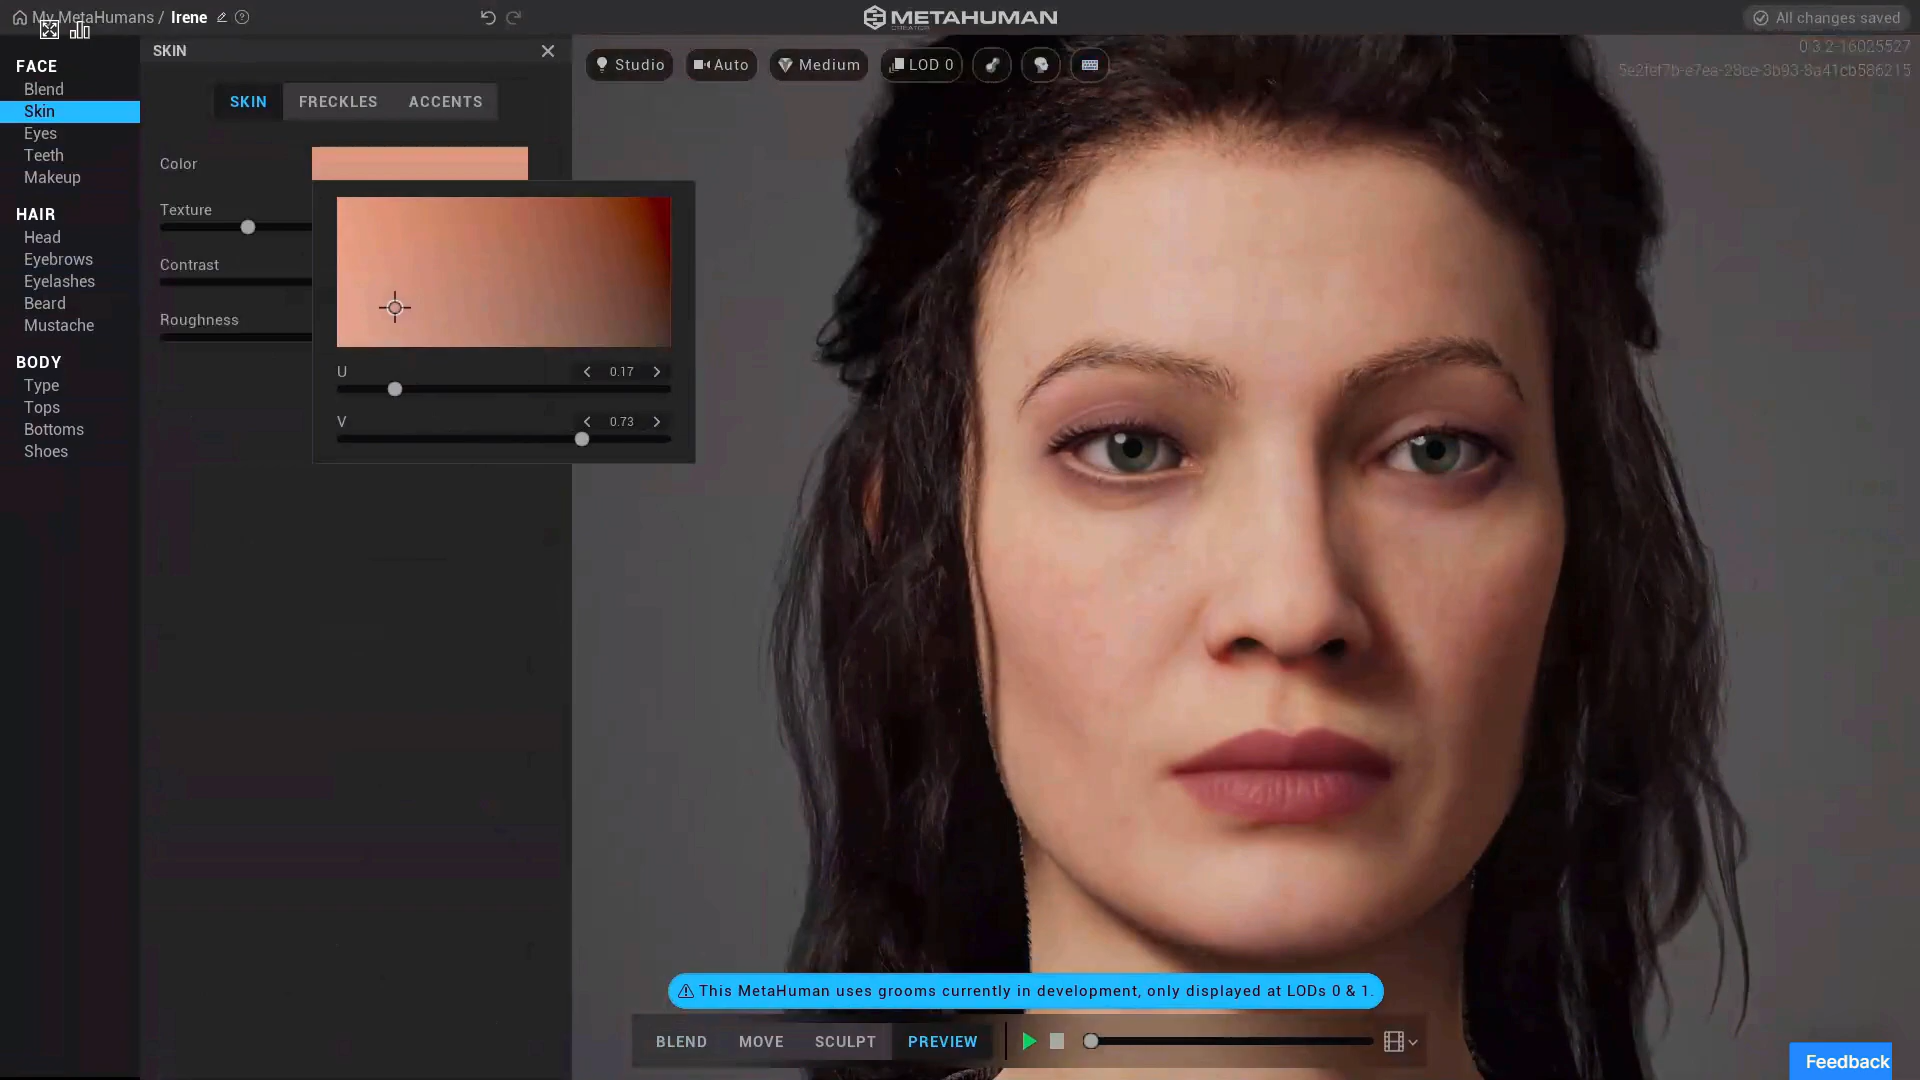 My MetaHumans / Irene
METAHUMAN
CREATOR
All changes saved
0.3.2-16025527
5e2fef7b-e7ea-28ce-3b93-8a41cb586215
FACE
Blend
Skin
Eyes
Teeth
Makeup
HAIR
Head
Eyebrows
Eyelashes
Beard
Mustache
BODY
Type
Tops
Bottoms
Shoes
SKIN
SKIN FRECKLES ACCENTS
Color
Texture
Contrast
Roughness
U 0.17
V 0.73
Studio Auto Medium LOD 0
This MetaHuman uses grooms currently in development, only displayed at LODs 0 & 1.
BLEND MOVE SCULPT PREVIEW
Feedback